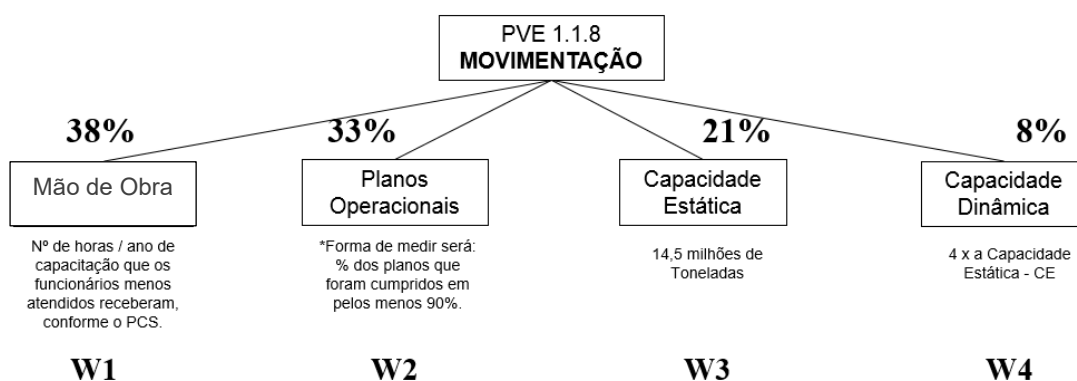 PVE 1.1.8
MOVIMENTAÇÃO
38%
33%
21%
8%
Mão de Obra
Planos
Operacionais
Capacidade
Estática
Capacidade
Dinâmica
Nº de horas / ano de
capacitação que os
funcionários menos
atendidos receberam,
conforme o PCS.
*Forma de medir será:
% dos planos que
foram cumpridos em
pelos menos 90%.
14,5 milhões de
Toneladas
4 x a Capacidade
Estática - CE
W1
W2
W3
W4